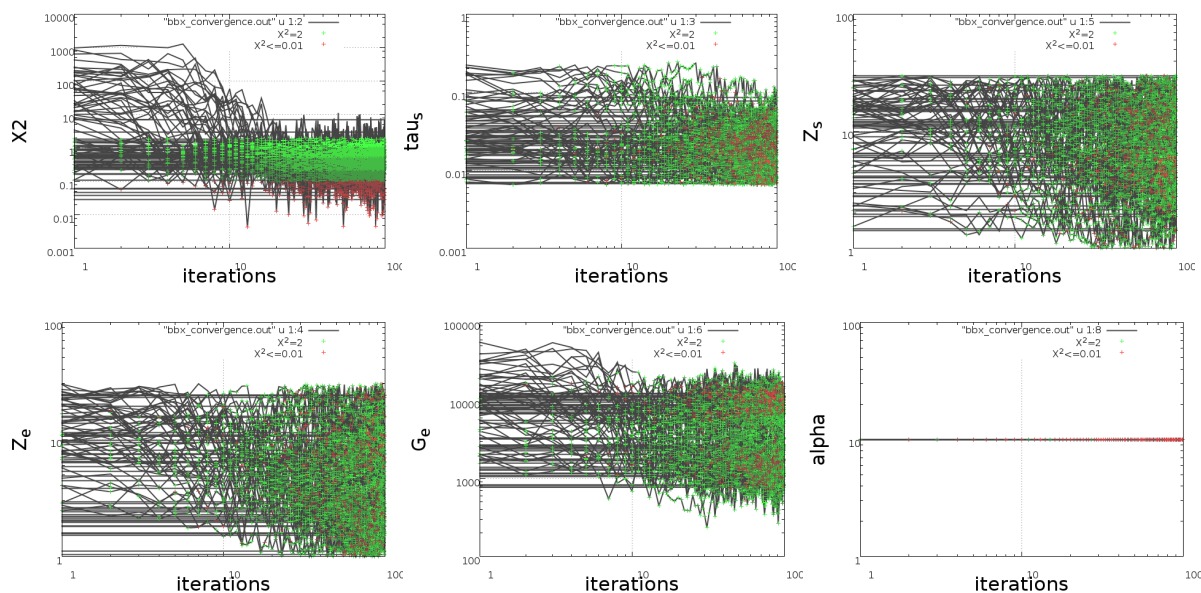 "bbx_convergence.out" u 1:2
X²=2
X²<=0.01
10000
1000
100
10
1
0.1
0.01
0.001
X2
1
10
100
iterations
"bbx_convergence.out" u 1:3
X²=2
X²<=0.01
1
0.1
0.01
0.001
tauₛ
1
10
100
iterations
"bbx_convergence.out" u 1:5
X²=2
X²<=0.01
100
10
1
Zₛ
1
10
100
iterations
"bbx_convergence.out" u 1:4
X²=2
X²<=0.01
100
10
1
Zₑ
1
10
100
iterations
"bbx_convergence.out" u 1:6
X²=2
X²<=0.01
100000
10000
1000
100
Gₑ
1
10
100
iterations
"bbx_convergence.out" u 1:8
X²=2
X²<=0.01
100
10
1
alpha
1
10
100
iterations